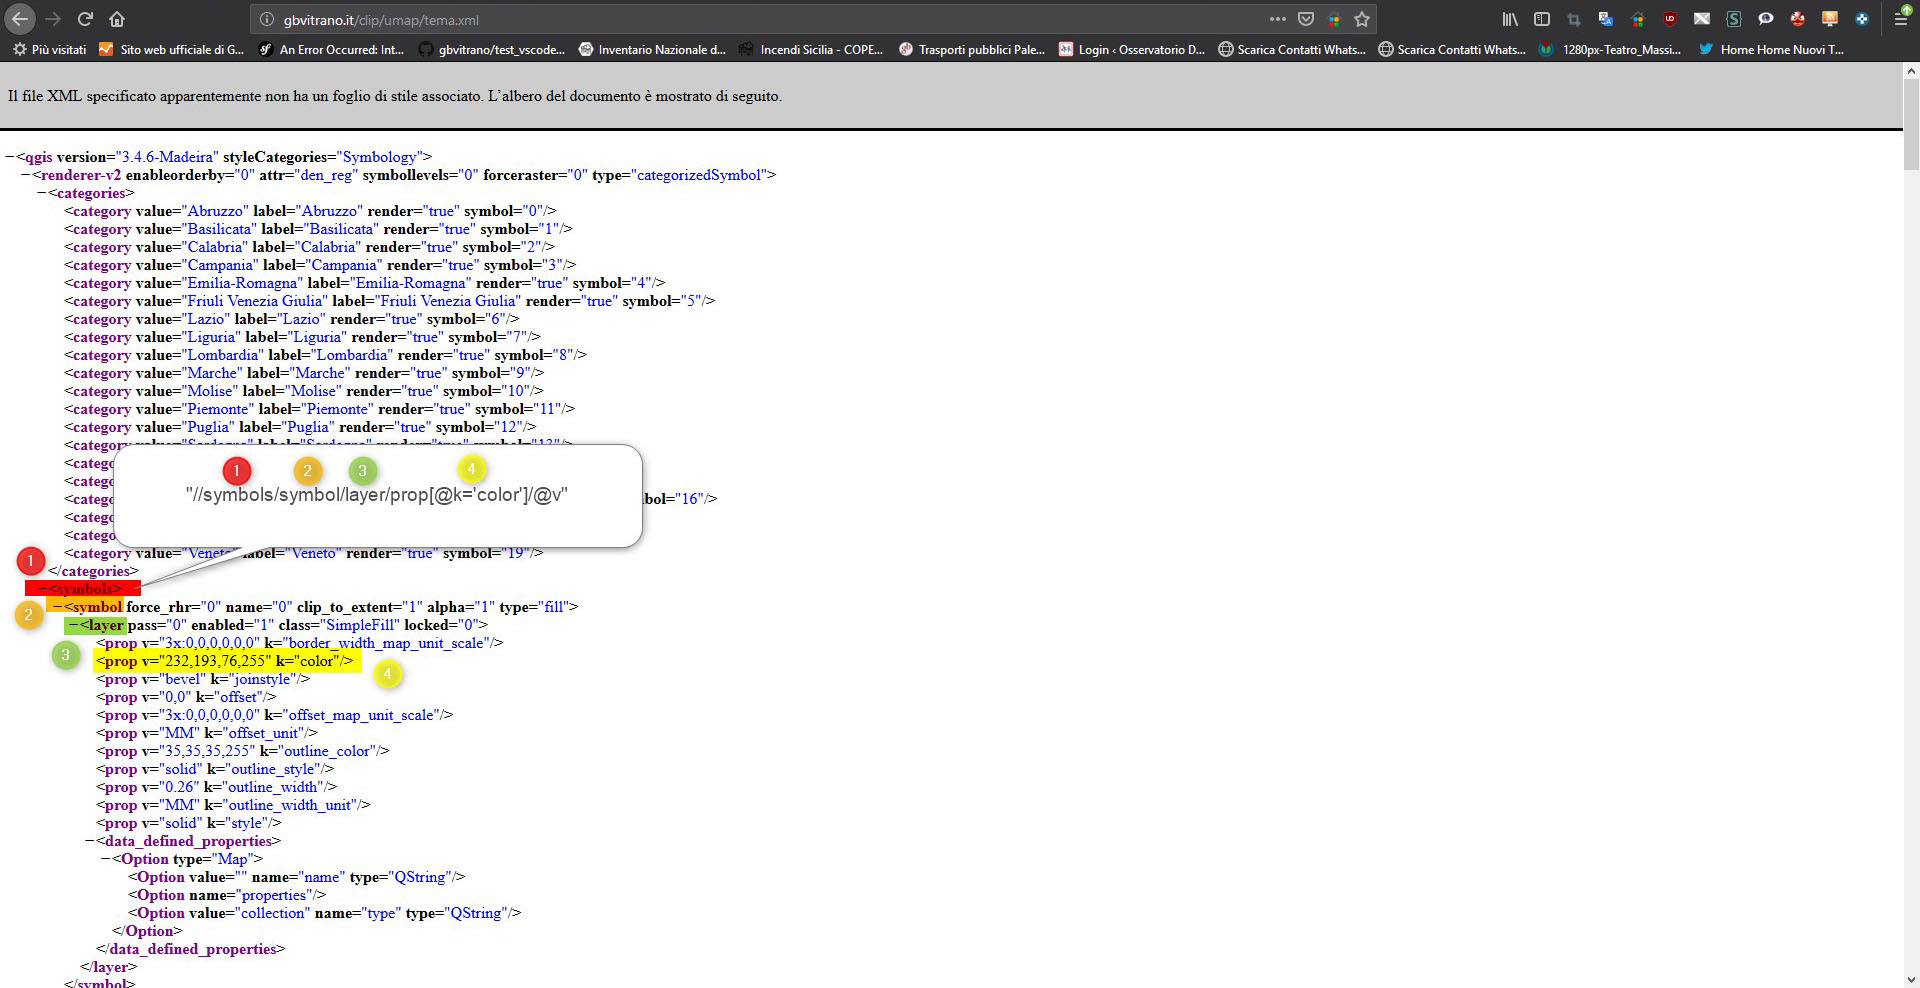 gbvitrano.it/clip/umap/tema.xml
Più visitati
Sito web ufficiale di G...
An Error Occurred: Int...
gbvitrano/test_vscode...
Inventario Nazionale d...
Incendi Sicilia - COPE...
Trasporti pubblici Pale...
Login ‹ Osservatorio D...
Scarica Contatti Whats...
Scarica Contatti Whats...
1280px-Teatro_Massi...
Home Home Nuovi T...
Il file XML specificato apparentemente non ha un foglio di stile associato. L’albero del documento è mostrato di seguito.
−<qgis version="3.4.6-Madeira" styleCategories="Symbology">
−<renderer-v2 enableorderby="0" attr="den_reg" symbollevels="0" forceraster="0" type="categorizedSymbol">
−<categories>
<category value="Abruzzo" label="Abruzzo" render="true" symbol="0"/>
<category value="Basilicata" label="Basilicata" render="true" symbol="1"/>
<category value="Calabria" label="Calabria" render="true" symbol="2"/>
<category value="Campania" label="Campania" render="true" symbol="3"/>
<category value="Emilia-Romagna" label="Emilia-Romagna" render="true" symbol="4"/>
<category value="Friuli Venezia Giulia" label="Friuli Venezia Giulia" render="true" symbol="5"/>
<category value="Lazio" label="Lazio" render="true" symbol="6"/>
<category value="Liguria" label="Liguria" render="true" symbol="7"/>
<category value="Lombardia" label="Lombardia" render="true" symbol="8"/>
<category value="Marche" label="Marche" render="true" symbol="9"/>
<category value="Molise" label="Molise" render="true" symbol="10"/>
<category value="Piemonte" label="Piemonte" render="true" symbol="11"/>
<category value="Puglia" label="Puglia" render="true" symbol="12"/>
<category value="Sardegna" label="Sardegna" render="true" symbol="13"/>
<catego
1 2 3 4
<catego
"//symbols/symbol/layer/prop[@k='color']/@v"
<catego bol="16"/>
<catego
<catego
<category value="Veneto" label="Veneto" render="true" symbol="19"/>
1
</categories>
−<symbols>
2
−<symbol force_rhr="0" name="0" clip_to_extent="1" alpha="1" type="fill">
−<layer pass="0" enabled="1" class="SimpleFill" locked="0">
<prop v="3x:0,0,0,0,0,0" k="border_width_map_unit_scale"/>
3
<prop v="232,193,76,255" k="color"/>
4
<prop v="bevel" k="joinstyle"/>
<prop v="0,0" k="offset"/>
<prop v="3x:0,0,0,0,0,0" k="offset_map_unit_scale"/>
<prop v="MM" k="offset_unit"/>
<prop v="35,35,35,255" k="outline_color"/>
<prop v="solid" k="outline_style"/>
<prop v="0.26" k="outline_width"/>
<prop v="MM" k="outline_width_unit"/>
<prop v="solid" k="style"/>
−<data_defined_properties>
−<Option type="Map">
<Option value="" name="name" type="QString"/>
<Option name="properties"/>
<Option value="collection" name="type" type="QString"/>
</Option>
</data_defined_properties>
</layer>
</symbol>